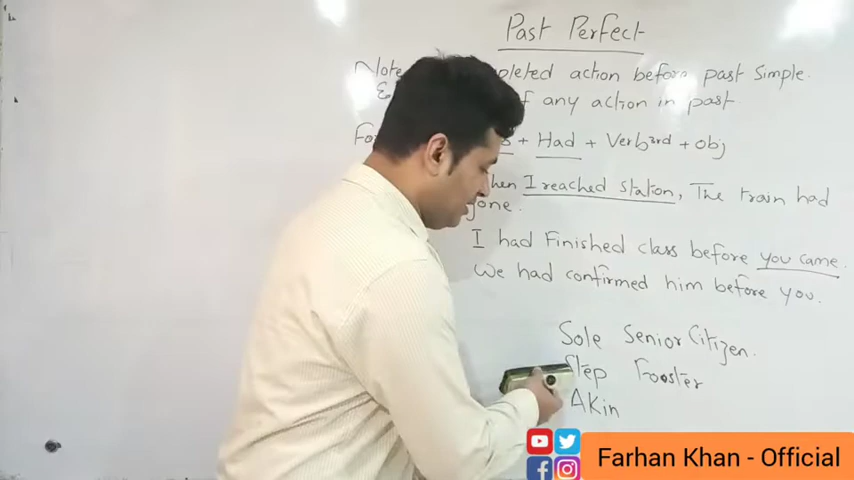 Past Perfect
Note pleted action before past simple.
& f any action in past.
Fo s + Had + Verb3rd + obj
hen I reached station, The train had
gone.
I had Finished class before you came.
we had confirmed him before you.
Sole Senior Citizen.
Step Fooster
Akin
Farhan Khan - Official